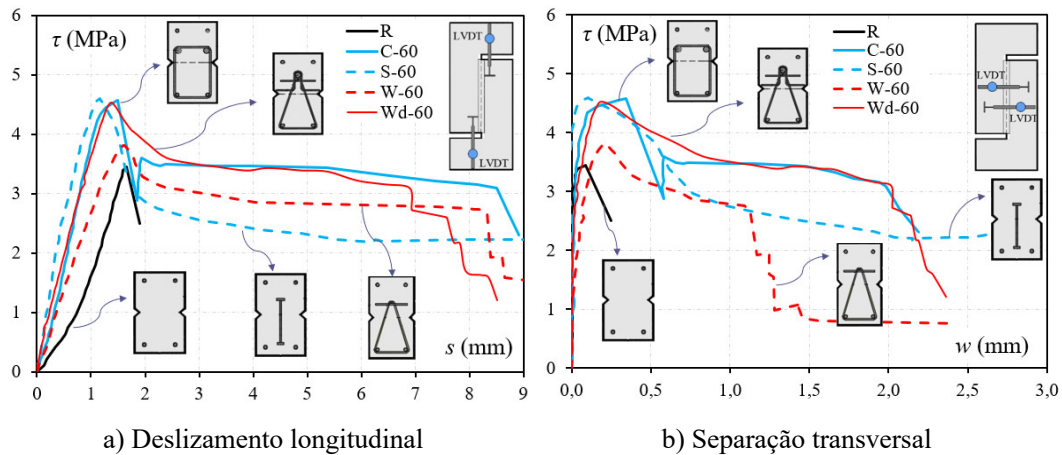 6
5
4
3
2
1
0
τ (MPa)
R
C-60
S-60
W-60
Wd-60
LVDT
LVDT
s (mm)
0 1 2 3 4 5 6 7 8 9
a) Deslizamento longitudinal
6
5
4
3
2
1
0
τ (MPa)
R
C-60
S-60
W-60
Wd-60
LVDT
LVDT
w (mm)
0,0 0,5 1,0 1,5 2,0 2,5 3,0
b) Separação transversal